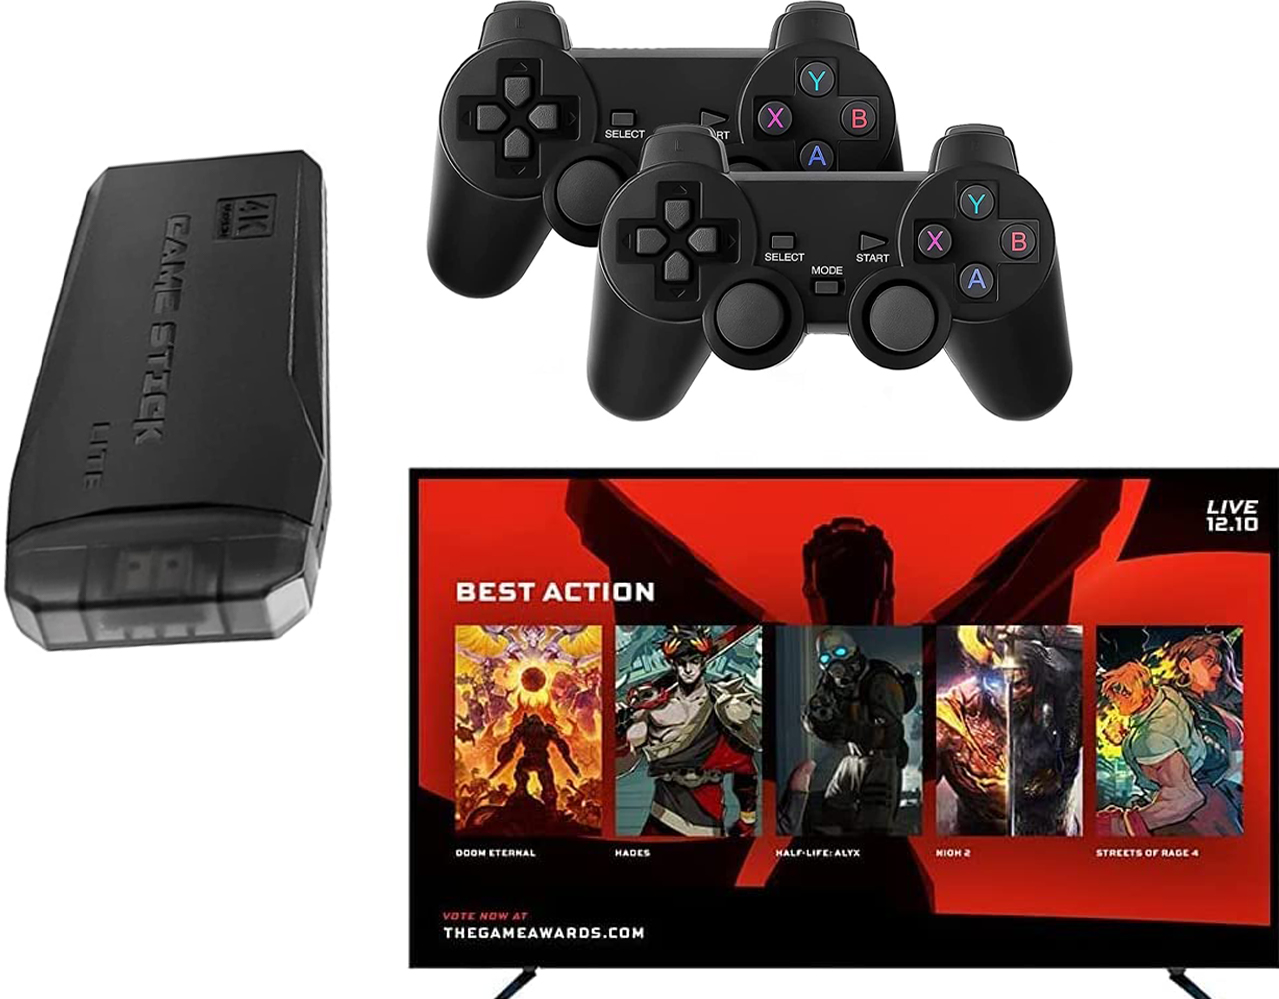 4K
GAME STICK
LITE
L
SELECT
RT
Y
X
B
A
L
SELECT
MODE
START
Y
X
B
A
LIVE
12.10
BEST ACTION
DOOM ETERNAL
HADES
HALF-LIFE: ALYX
NIOH 2
STREETS OF RAGE 4
VOTE NOW AT
THEGAMEAWARDS.COM